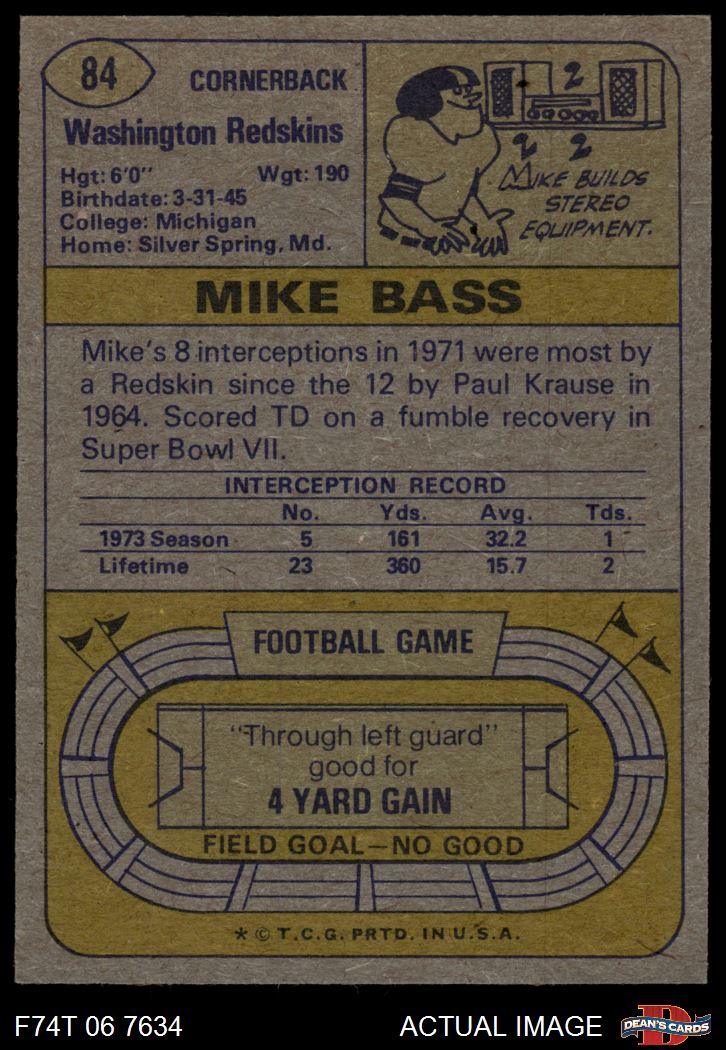 84
CORNERBACK
Washington Redskins
Hgt: 6'0" Wgt: 190
Birthdate: 3-31-45
College: Michigan
Home: Silver Spring, Md.
2
2 2
MIKE BUILDS
STEREO
EQUIPMENT.
MIKE BASS
Mike's 8 interceptions in 1971 were most by
a Redskin since the 12 by Paul Krause in
1964. Scored TD on a fumble recovery in
Super Bowl VII.
INTERCEPTION RECORD
No. Yds. Avg. Tds.
1973 Season 5 161 32.2 1
Lifetime 23 360 15.7 2
FOOTBALL GAME
"Through left guard"
good for
4 YARD GAIN
FIELD GOAL—NO GOOD
* © T.C.G. PRTD. IN U.S.A.
F74T 06 7634 ACTUAL IMAGE
D
DEAN'S CARDS